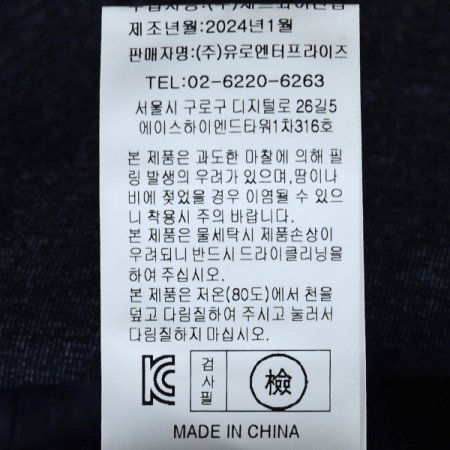 제조년월:2024년1월
판매자명:(주)유로엔터프라이즈
TEL:02-6220-6263
서울시 구로구 디지털로 26길5
에이스하이엔드타워1차316호
본 제품은 과도한 마찰에 의해 필
링 발생의 우려가 있으며,땀이나
비에 젖었을 경우 이염될 수 있으
니 착용시 주의 바랍니다.
본 제품은 물세탁시 제품손상이
우려되니 반드시 드라이클리닝을
하여 주십시오.
본 제품은 저온(80도)에서 천을
덮고 다림질하여 주시고 눌러서
다림질하지 마십시오.
KC 검사필 檢
MADE IN CHINA